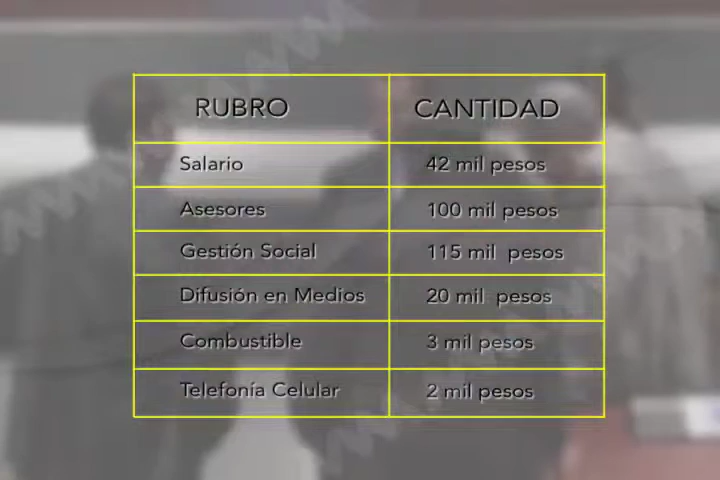 RUBRO CANTIDAD
Salario 42 mil pesos
Asesores 100 mil pesos
Gestión Social 115 mil pesos
Difusión en Medios 20 mil pesos
Combustible 3 mil pesos
Telefonía Celular 2 mil pesos